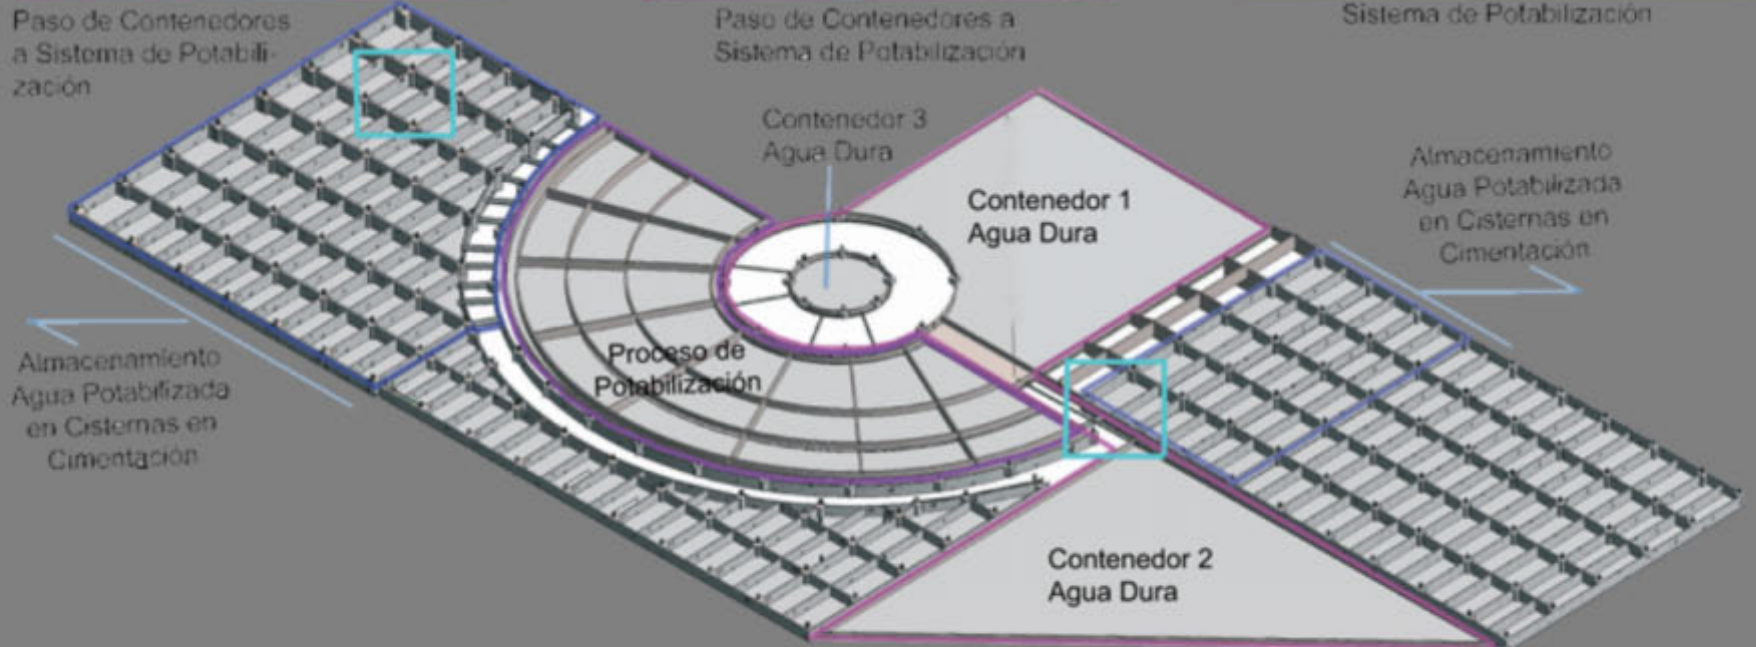 Paso de Contenedores
a Sistema de Potabili-
zación
Paso de Contenedores a
Sistema de Potabilización
Sistema de Potabilización
Contenedor 3
Agua Dura
Contenedor 1
Agua Dura
Almacenamiento
Agua Potabilizada
en Cisternas en
Cimentación
Proceso de
Potabilización
Almacenamiento
Agua Potabilizada
en Cisternas en
Cimentación
Contenedor 2
Agua Dura